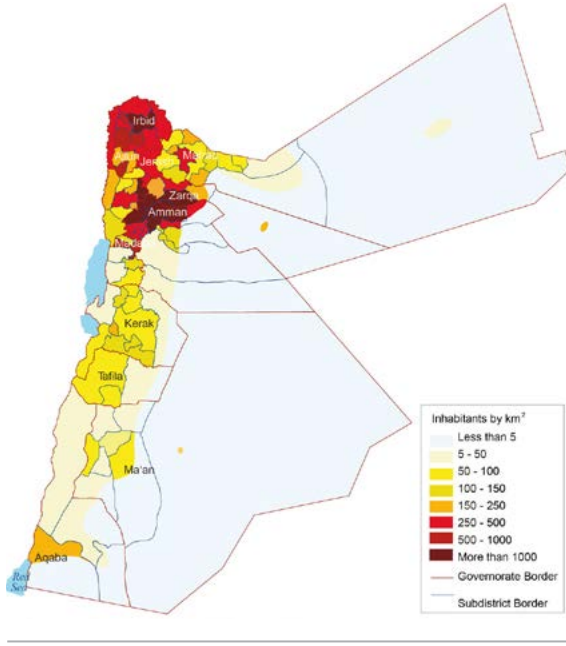 Irbid
Ajlun
Jerash
Mafraq
Zarqa
Amman
Madaba
Kerak
Tafila
Ma'an
Aqaba
Red
Sea
Inhabitants by km²
Less than 5
5 - 50
50 - 100
100 - 150
150 - 250
250 - 500
500 - 1000
More than 1000
Governorate Border
Subdistrict Border